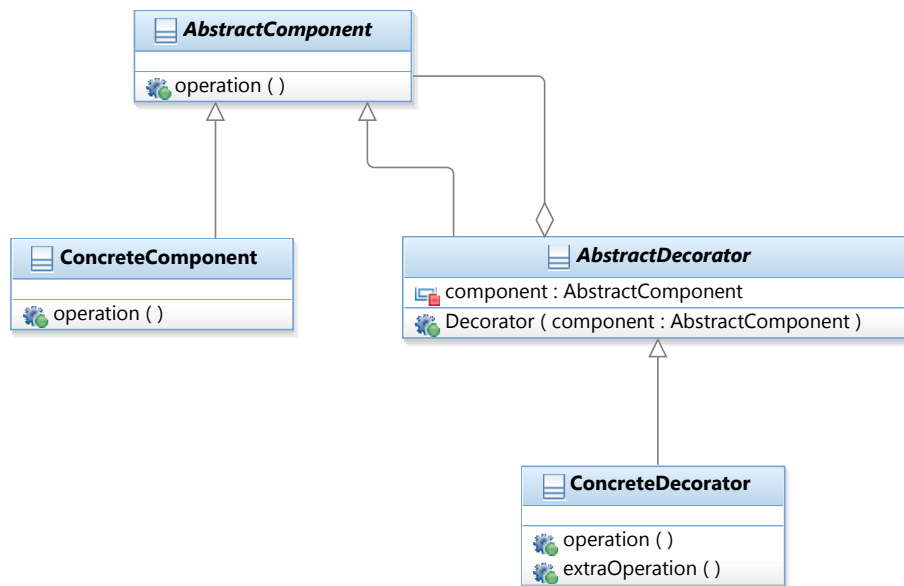 AbstractComponent
operation ( )
ConcreteComponent
operation ( )
AbstractDecorator
component : AbstractComponent
Decorator ( component : AbstractComponent )
ConcreteDecorator
operation ( )
extraOperation ( )